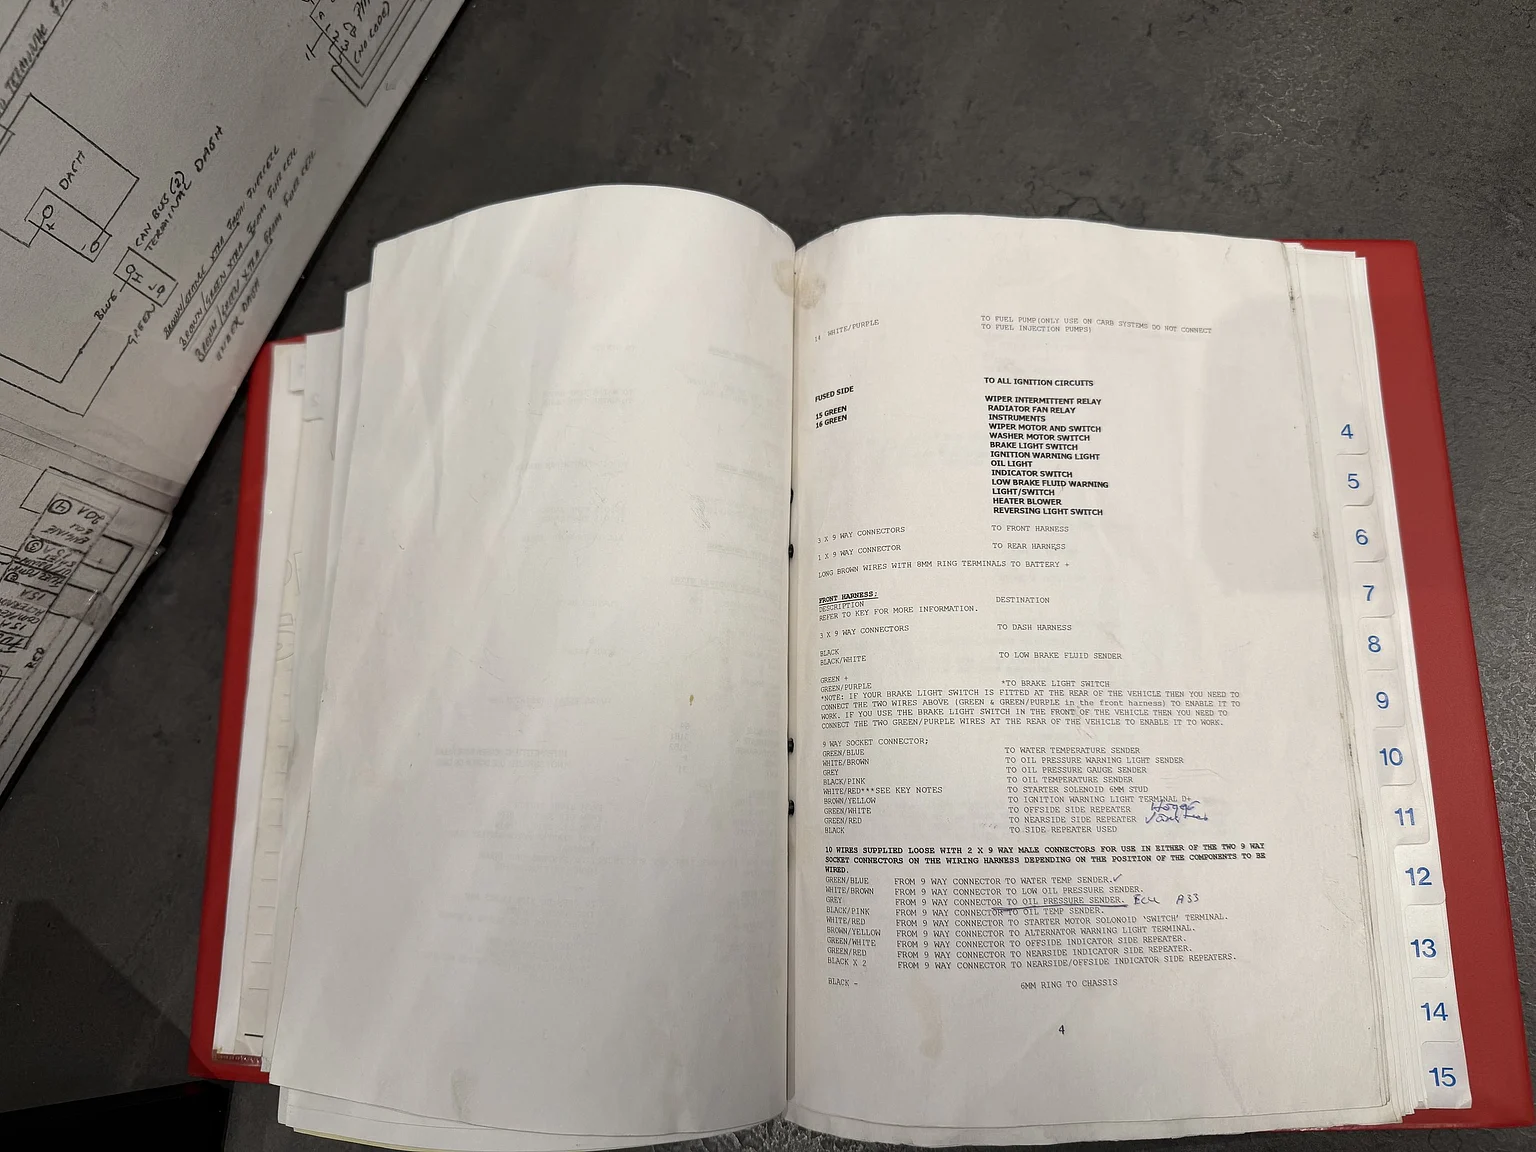 DASH
CAN BUS (2)
TERMINAL DASH
BLUE
GREEN
UNDER DASH
(NO CODE)
20A
ECU
15A
RED
14 WHITE/PURPLE TO FUEL PUMP(ONLY USE ON CARB SYSTEMS DO NOT CONNECT
TO FUEL INJECTION PUMPS)
FUSED SIDE TO ALL IGNITION CIRCUITS
15 GREEN WIPER INTERMITTENT RELAY
16 GREEN RADIATOR FAN RELAY
INSTRUMENTS
WIPER MOTOR AND SWITCH
WASHER MOTOR SWITCH
BRAKE LIGHT SWITCH
IGNITION WARNING LIGHT
OIL LIGHT
INDICATOR SWITCH
LOW BRAKE FLUID WARNING
LIGHT/SWITCH
HEATER BLOWER
REVERSING LIGHT SWITCH
3 X 9 WAY CONNECTORS TO FRONT HARNESS
1 X 9 WAY CONNECTOR TO REAR HARNESS
LONG BROWN WIRES WITH 8MM RING TERMINALS TO BATTERY +
FRONT HARNESS;
DESCRIPTION DESTINATION
REFER TO KEY FOR MORE INFORMATION.
3 X 9 WAY CONNECTORS TO DASH HARNESS
BLACK
BLACK/WHITE TO LOW BRAKE FLUID SENDER
GREEN +
GREEN/PURPLE *TO BRAKE LIGHT SWITCH
*NOTE: IF YOUR BRAKE LIGHT SWITCH IS FITTED AT THE REAR OF THE VEHICLE THEN YOU NEED TO
CONNECT THE TWO WIRES ABOVE (GREEN & GREEN/PURPLE in the front harness) TO ENABLE IT TO
WORK. IF YOU USE THE BRAKE LIGHT SWITCH IN THE FRONT OF THE VEHICLE THEN YOU NEED TO
CONNECT THE TWO GREEN/PURPLE WIRES AT THE REAR OF THE VEHICLE TO ENABLE IT TO WORK.
9 WAY SOCKET CONNECTOR;
GREEN/BLUE TO WATER TEMPERATURE SENDER
WHITE/BROWN TO OIL PRESSURE WARNING LIGHT SENDER
GREY TO OIL PRESSURE GAUGE SENDER
BLACK/PINK TO OIL TEMPERATURE SENDER
WHITE/RED***SEE KEY NOTES TO STARTER SOLENOID 6MM STUD
BROWN/YELLOW TO IGNITION WARNING LIGHT TERMINAL D+
GREEN/WHITE TO OFFSIDE SIDE REPEATER
GREEN/RED TO NEARSIDE SIDE REPEATER
BLACK TO SIDE REPEATER USED
10 WIRES SUPPLIED LOOSE WITH 2 X 9 WAY MALE CONNECTORS FOR USE IN EITHER OF THE TWO 9 WAY
SOCKET CONNECTORS ON THE WIRING HARNESS DEPENDING ON THE POSITION OF THE COMPONENTS TO BE
WIRED.
GREEN/BLUE FROM 9 WAY CONNECTOR TO WATER TEMP SENDER.✓
WHITE/BROWN FROM 9 WAY CONNECTOR TO LOW OIL PRESSURE SENDER.
GREY FROM 9 WAY CONNECTOR TO OIL PRESSURE SENDER. ECU A33
BLACK/PINK FROM 9 WAY CONNECTOR TO OIL TEMP SENDER.
WHITE/RED FROM 9 WAY CONNECTOR TO STARTER MOTOR SOLONOID 'SWITCH' TERMINAL.
BROWN/YELLOW FROM 9 WAY CONNECTOR TO ALTERNATOR WARNING LIGHT TERMINAL.
GREEN/WHITE FROM 9 WAY CONNECTOR TO OFFSIDE INDICATOR SIDE REPEATER.
GREEN/RED FROM 9 WAY CONNECTOR TO NEARSIDE INDICATOR SIDE REPEATER.
BLACK X 2 FROM 9 WAY CONNECTOR TO NEARSIDE/OFFSIDE INDICATOR SIDE REPEATERS.
BLACK - 6MM RING TO CHASSIS
4
4
5
6
7
8
9
10
11
12
13
14
15